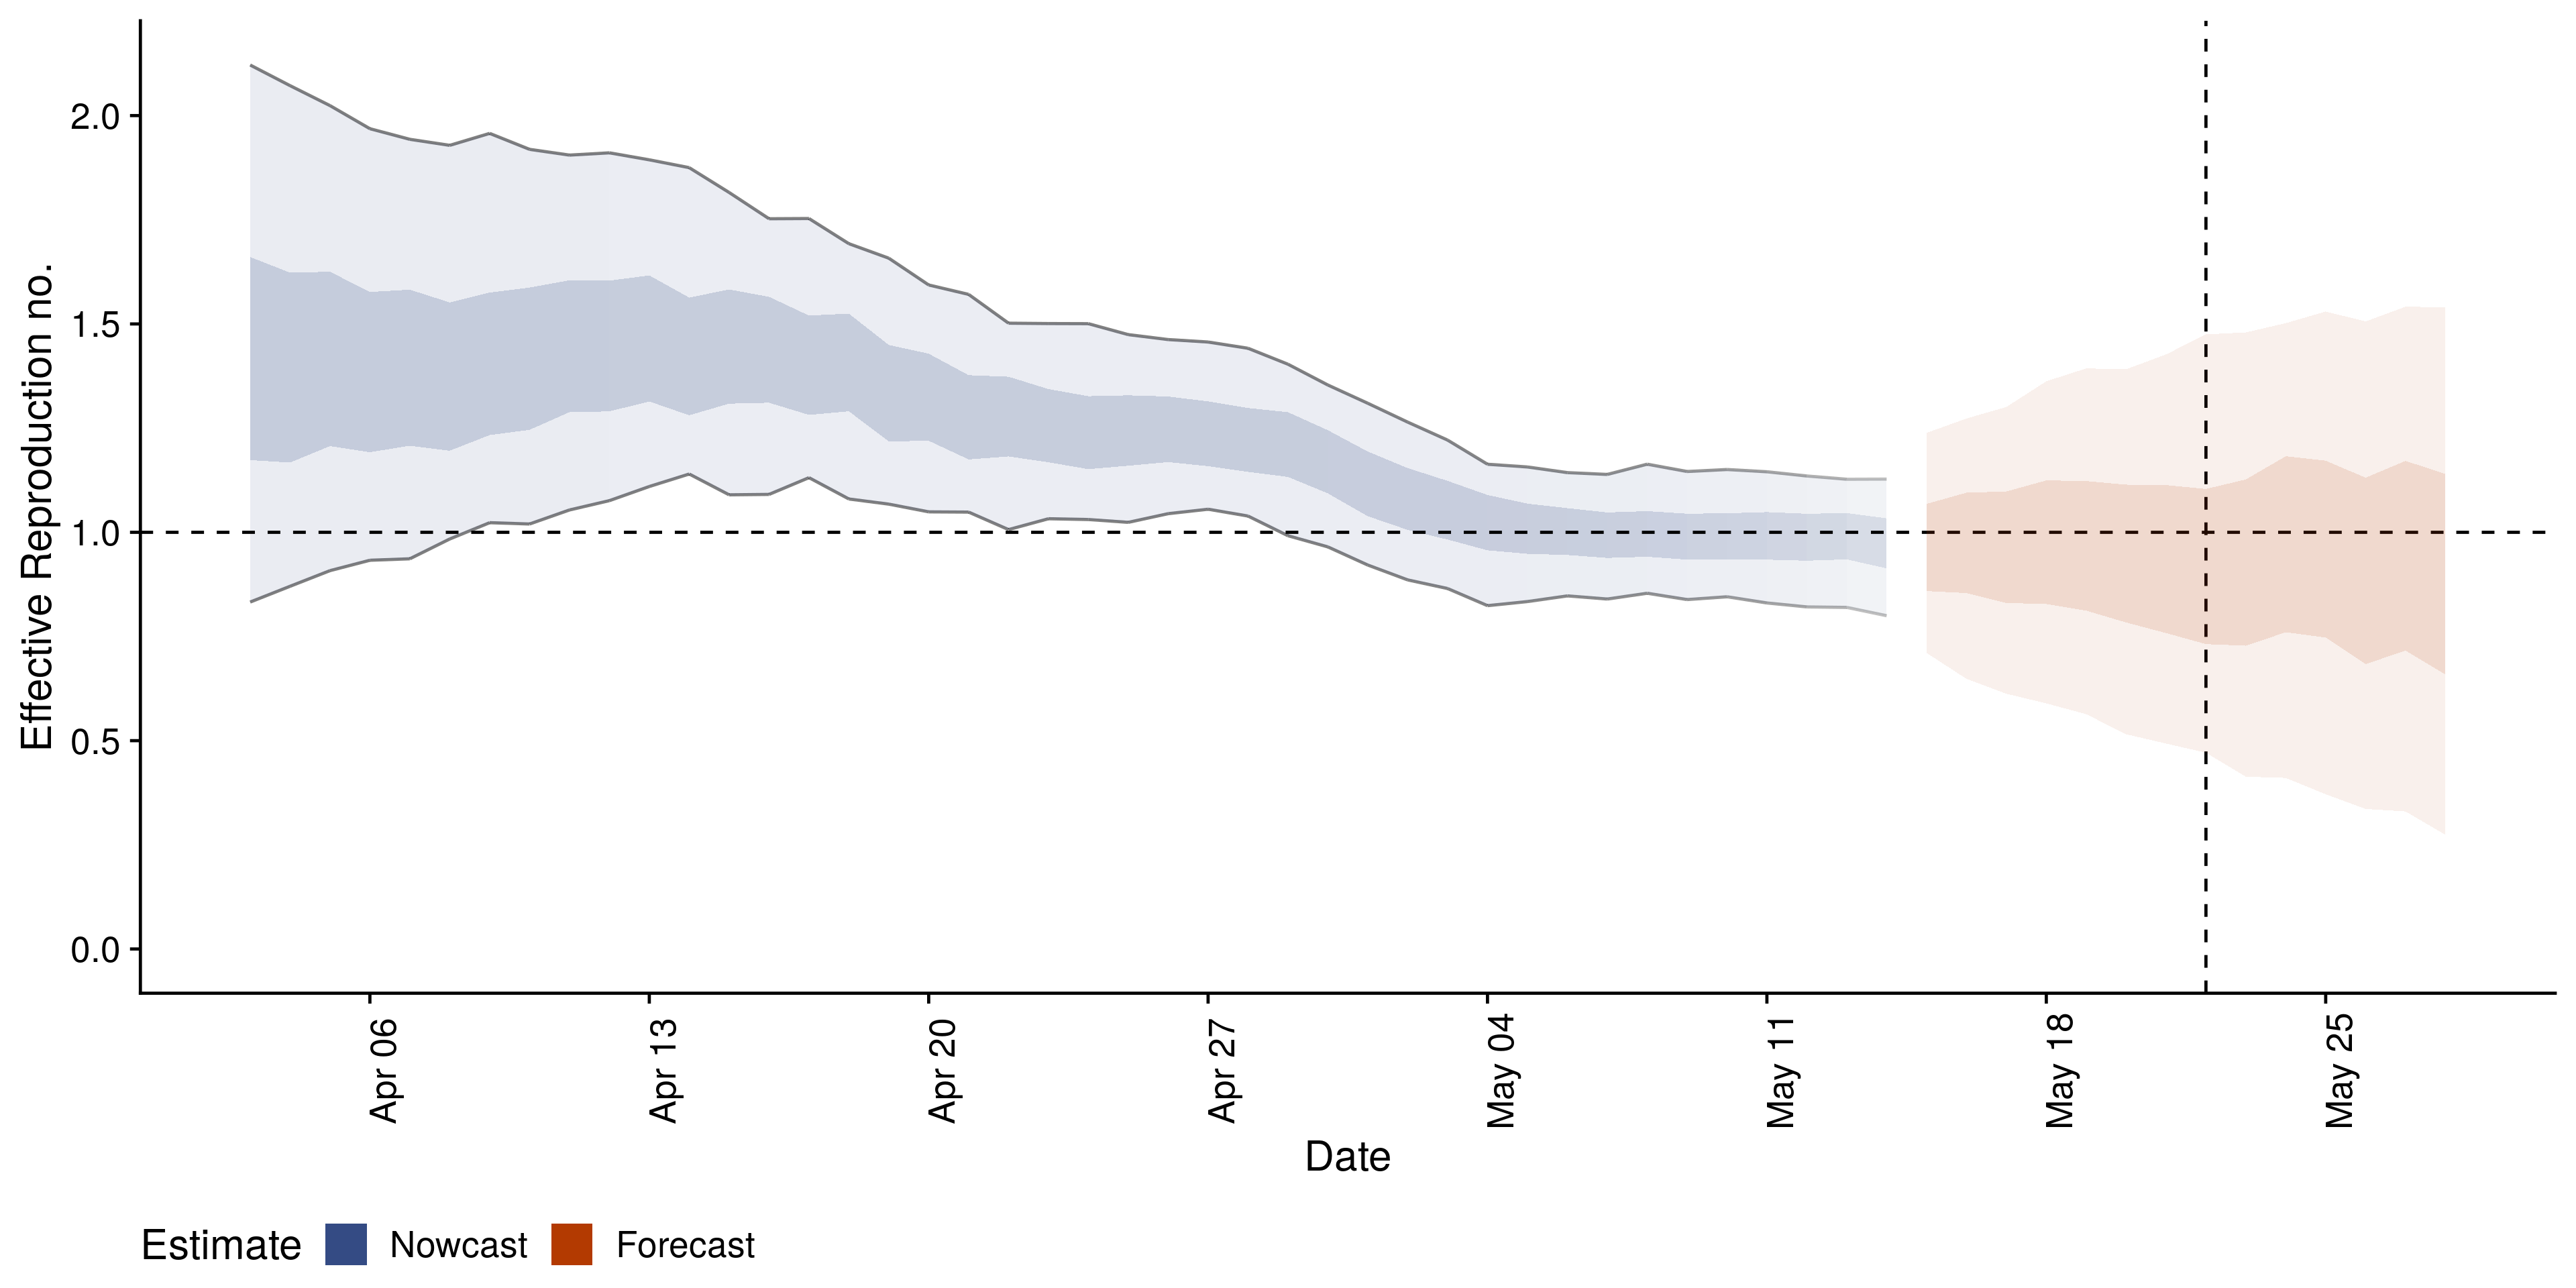 Effective Reproduction no.
2.0
1.5
1.0
0.5
0.0
Apr 06
Apr 13
Apr 20
Apr 27
May 04
May 11
May 18
May 25
Date
Estimate Nowcast Forecast